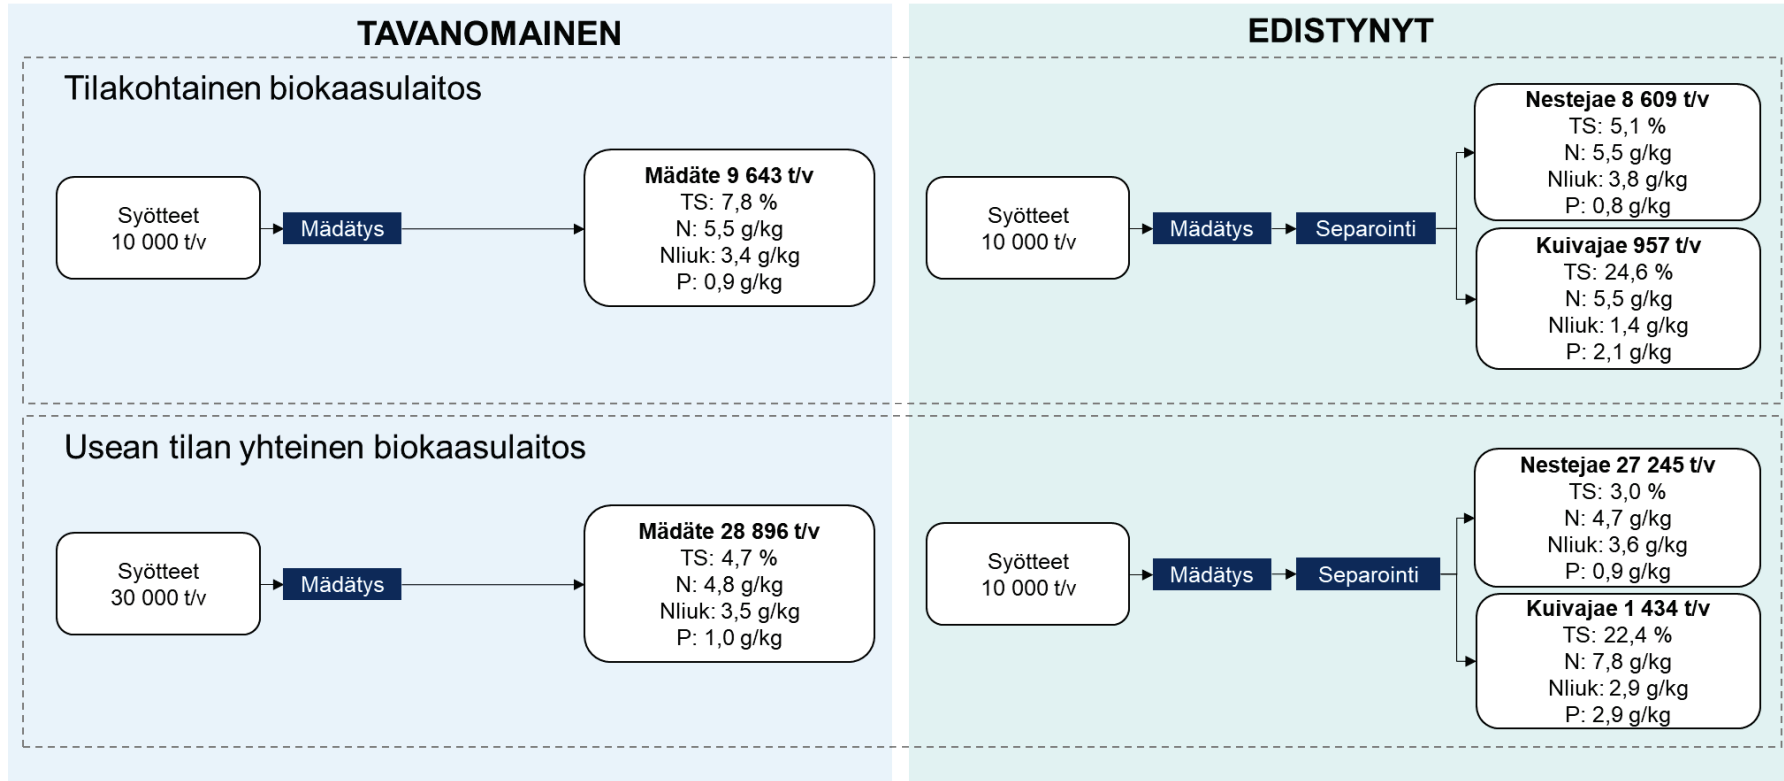 TAVANOMAINEN
EDISTYNYT
Tilakohtainen biokaasulaitos
Syötteet
10 000 t/v
Mädätys
Mädäte 9 643 t/v
TS: 7,8 %
N: 5,5 g/kg
Nliuk: 3,4 g/kg
P: 0,9 g/kg
Syötteet
10 000 t/v
Mädätys
Separointi
Nestejae 8 609 t/v
TS: 5,1 %
N: 5,5 g/kg
Nliuk: 3,8 g/kg
P: 0,8 g/kg
Kuivajae 957 t/v
TS: 24,6 %
N: 5,5 g/kg
Nliuk: 1,4 g/kg
P: 2,1 g/kg
Usean tilan yhteinen biokaasulaitos
Syötteet
30 000 t/v
Mädätys
Mädäte 28 896 t/v
TS: 4,7 %
N: 4,8 g/kg
Nliuk: 3,5 g/kg
P: 1,0 g/kg
Syötteet
10 000 t/v
Mädätys
Separointi
Nestejae 27 245 t/v
TS: 3,0 %
N: 4,7 g/kg
Nliuk: 3,6 g/kg
P: 0,9 g/kg
Kuivajae 1 434 t/v
TS: 22,4 %
N: 7,8 g/kg
Nliuk: 2,9 g/kg
P: 2,9 g/kg